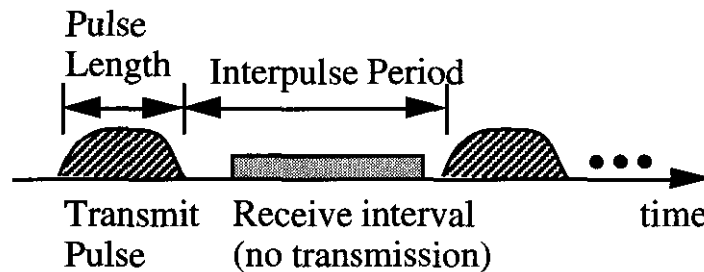 Pulse
Length
Interpulse Period
Transmit
Pulse
Receive interval
(no transmission)
time